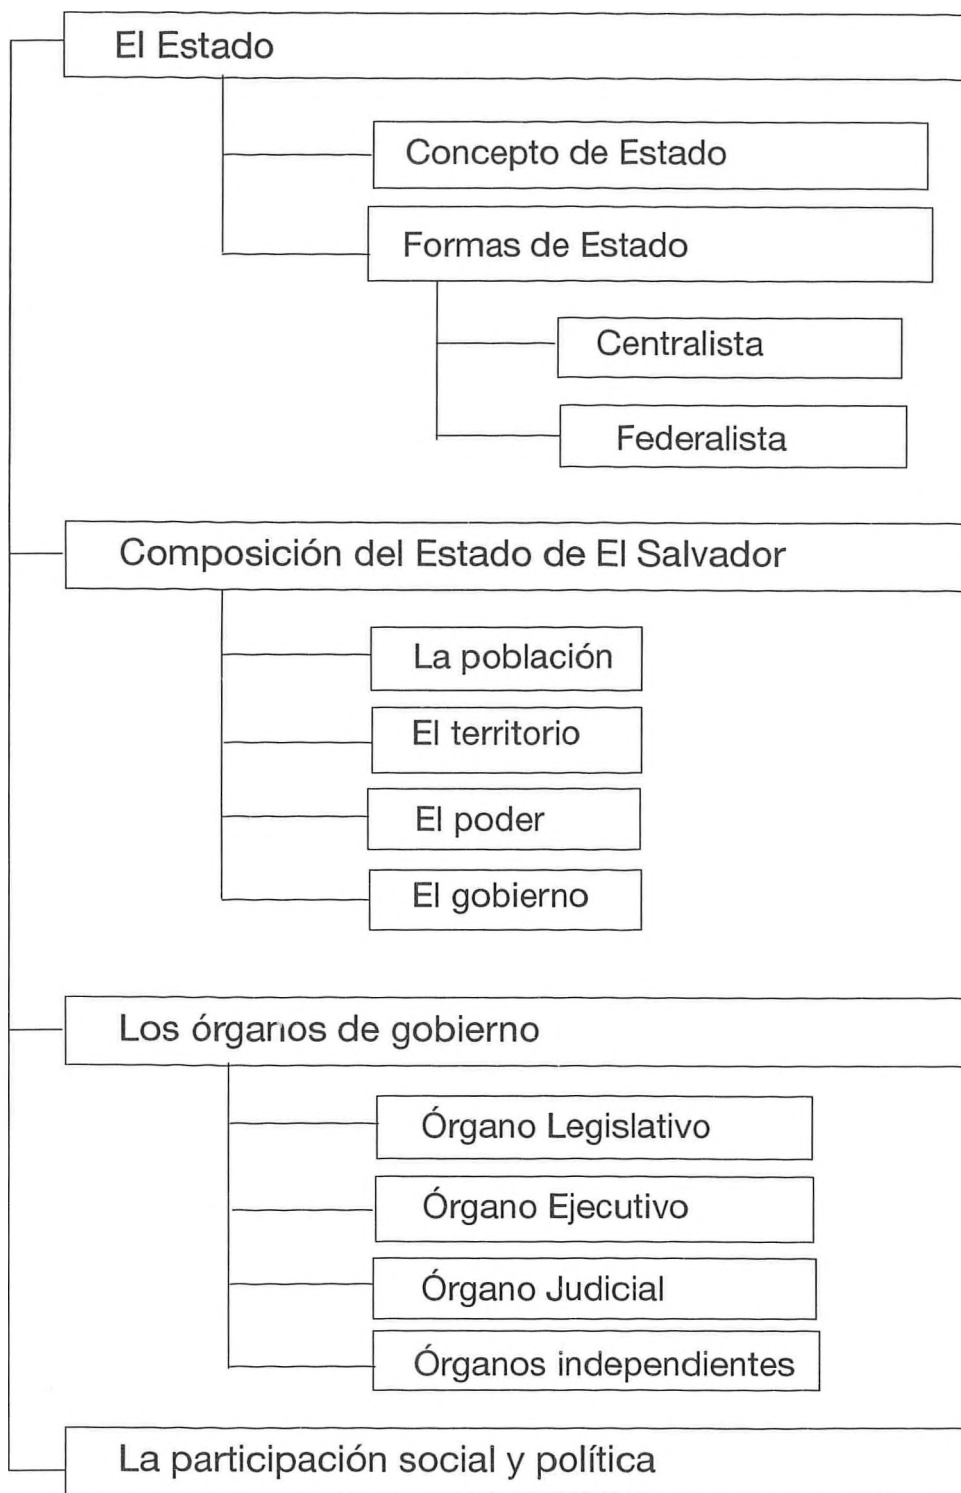 El Estado
Concepto de Estado
Formas de Estado
Centralista
Federalista
Composición del Estado de El Salvador
La población
El territorio
El poder
El gobierno
Los órganos de gobierno
Órgano Legislativo
Órgano Ejecutivo
Órgano Judicial
Órganos independientes
La participación social y política